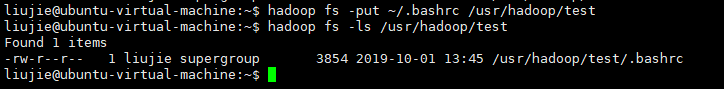 liujie@ubuntu-virtual-machine:~$ hadoop fs -put ~/.bashrc /usr/hadoop/test
liujie@ubuntu-virtual-machine:~$ hadoop fs -ls /usr/hadoop/test
Found 1 items
-rw-r--r--   1 liujie supergroup       3854 2019-10-01 13:45 /usr/hadoop/test/.bashrc
liujie@ubuntu-virtual-machine:~$